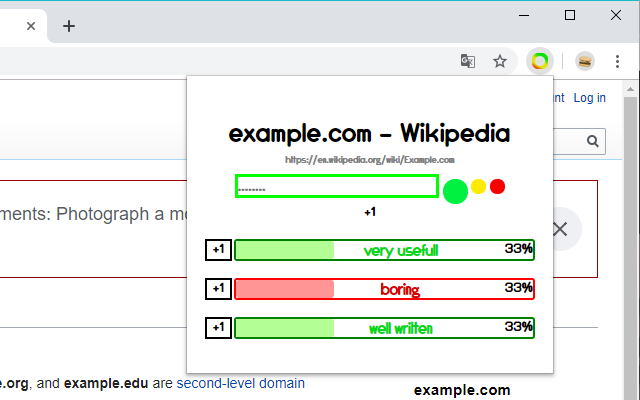 nt Log in
example.com - Wikipedia
https://es.wikipedia.org/wiki/Example.com
--------
+1
ments: Photograph a mo
+1 very usefull 33%
+1 boring 33%
+1 well written 33%
e.org, and example.edu are second-level domain
example.com